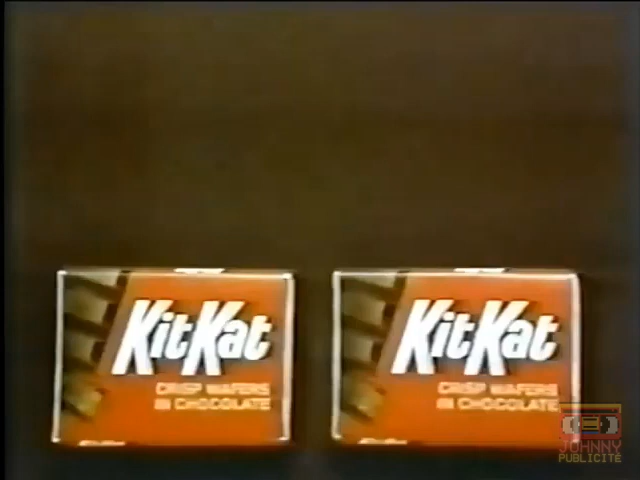 KitKat
CRISP WAFERS
IN CHOCOLATE
KitKat
CRISP WAFERS
IN CHOCOLATE
JOHNNY
PUBLICITÉ